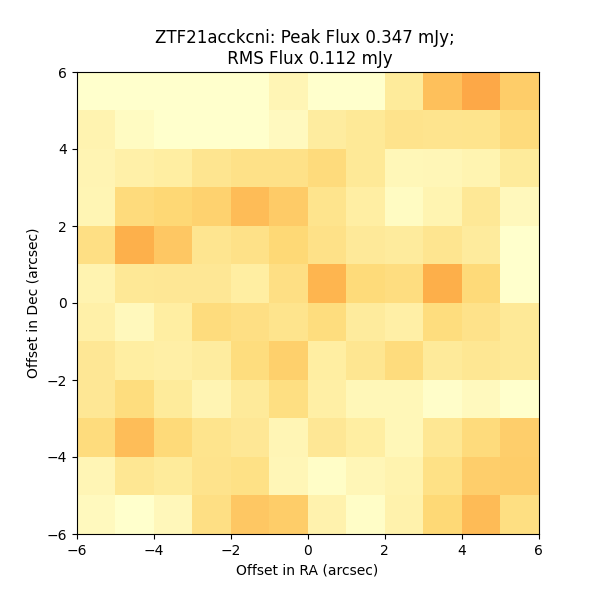 ZTF21acckcni: Peak Flux 0.347 mJy;
RMS Flux 0.112 mJy
6
4
2
0
−2
−4
−6
Offset in Dec (arcsec)
−6 −4 −2 0 2 4 6
Offset in RA (arcsec)